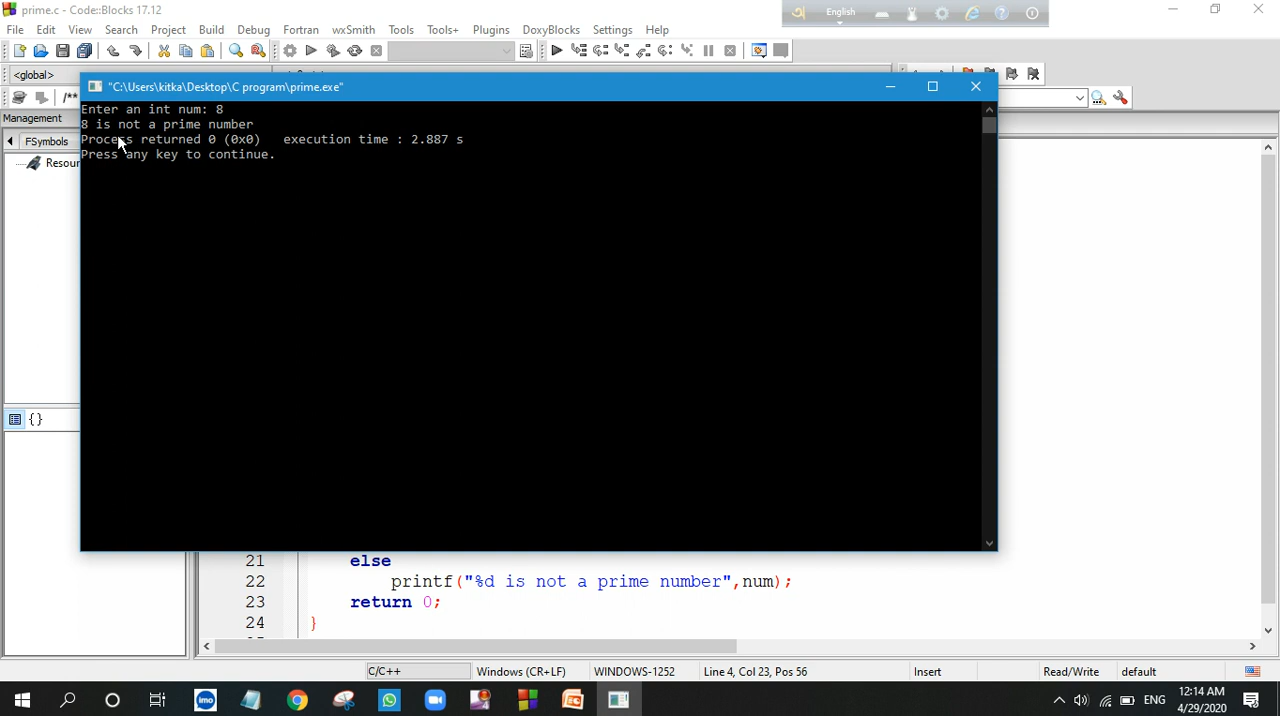 prime.c - Code::Blocks 17.12
English
File Edit View Search Project Build Debug Fortran wxSmith Tools Tools+ Plugins DoxyBlocks Settings Help
<global>
"C:\Users\kitka\Desktop\C program\prime.exe"
/**
Management
FSymbols
Resour
Enter an int num: 8
8 is not a prime number
Process returned 0 (0x0)   execution time : 2.887 s
Press any key to continue.
{}
21 else
22 printf("%d is not a prime number",num);
23 return 0;
24 }
C/C++ Windows (CR+LF) WINDOWS-1252 Line 4, Col 23, Pos 56 Insert Read/Write default
imo
ENG
12:14 AM
4/29/2020